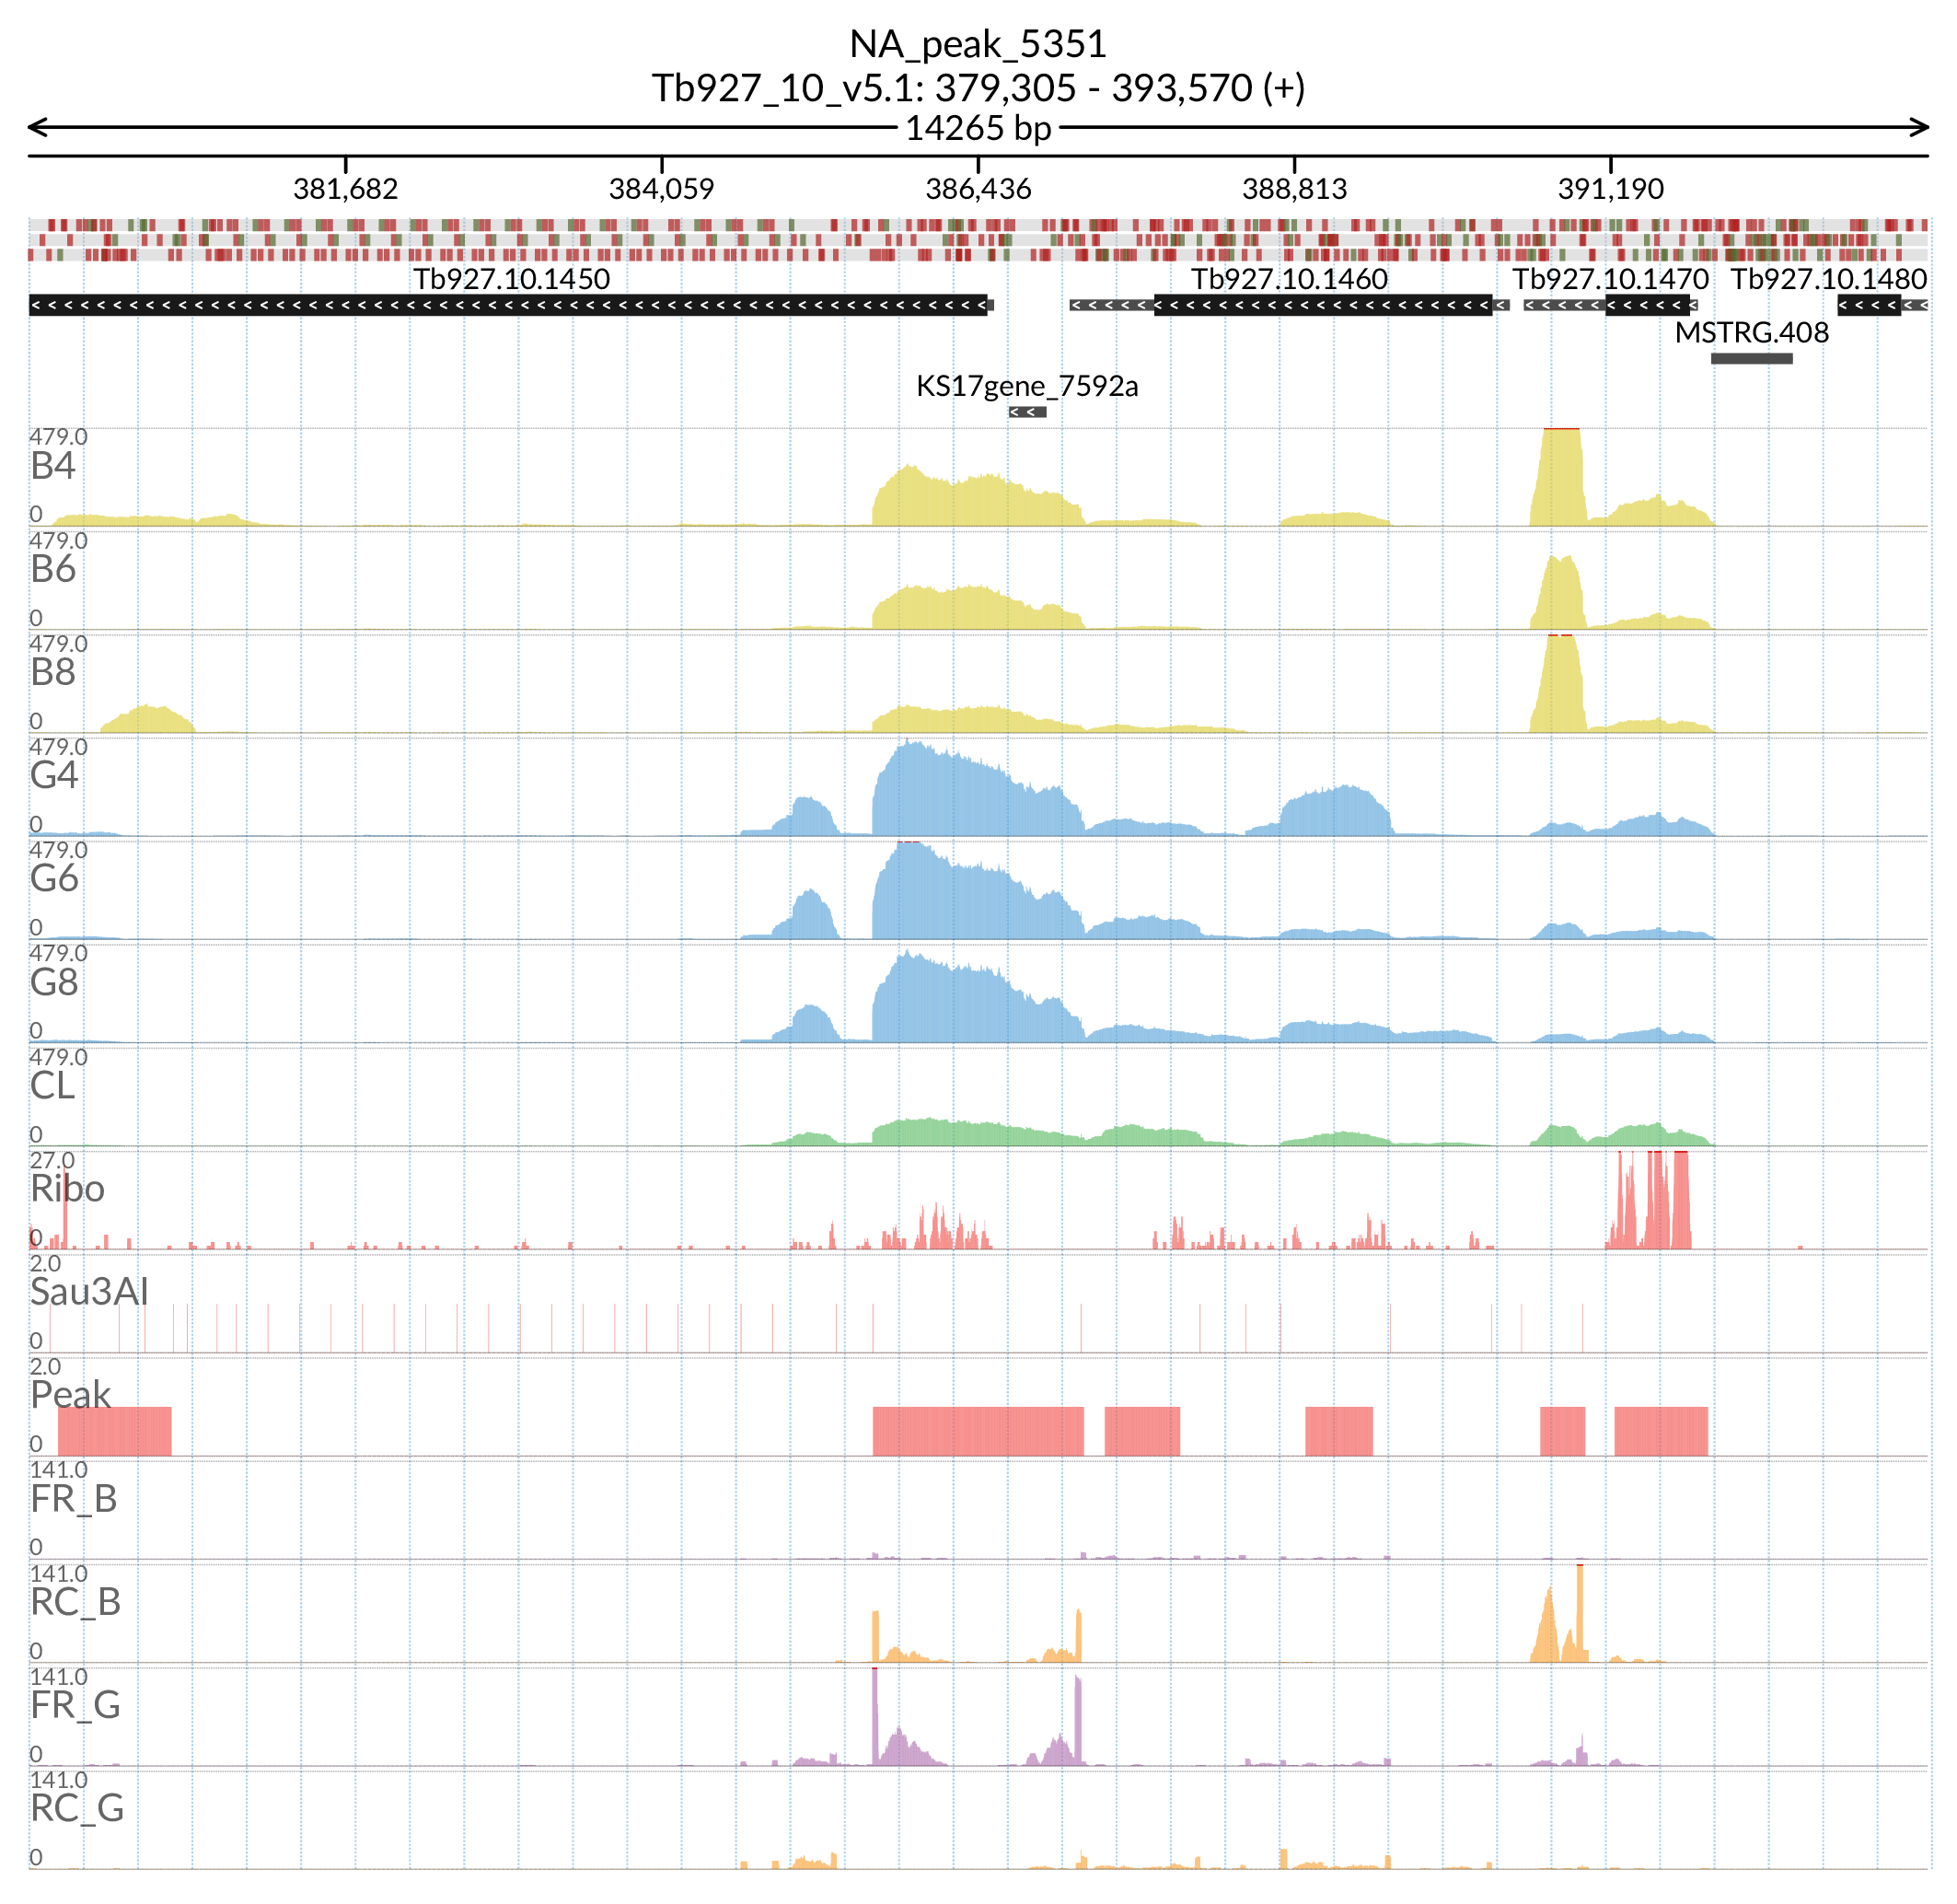 NA_peak_5351
Tb927_10_v5.1: 379,305 - 393,570 (+)
14265 bp
381,682 384,059 386,436 388,813 391,190
Tb927.10.1450 Tb927.10.1460 Tb927.10.1470 Tb927.10.1480
MSTRG.408
KS17gene_7592a
479.0
B4
0
479.0
B6
0
479.0
B8
0
479.0
G4
0
479.0
G6
0
479.0
G8
0
479.0
CL
0
27.0
Ribo
0
2.0
Sau3AI
0
2.0
Peak
0
141.0
FR_B
0
141.0
RC_B
0
141.0
FR_G
0
141.0
RC_G
0